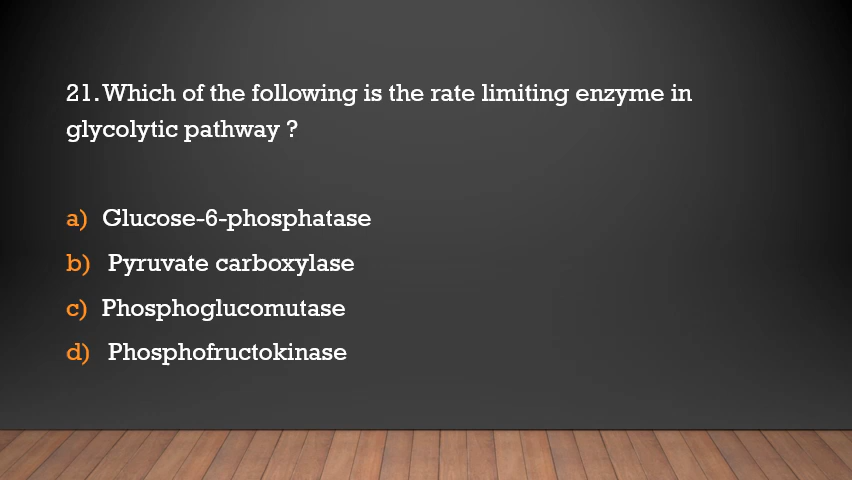 21.Which of the following is the rate limiting enzyme in
glycolytic pathway ?
a) Glucose-6-phosphatase
b) Pyruvate carboxylase
c) Phosphoglucomutase
d) Phosphofructokinase